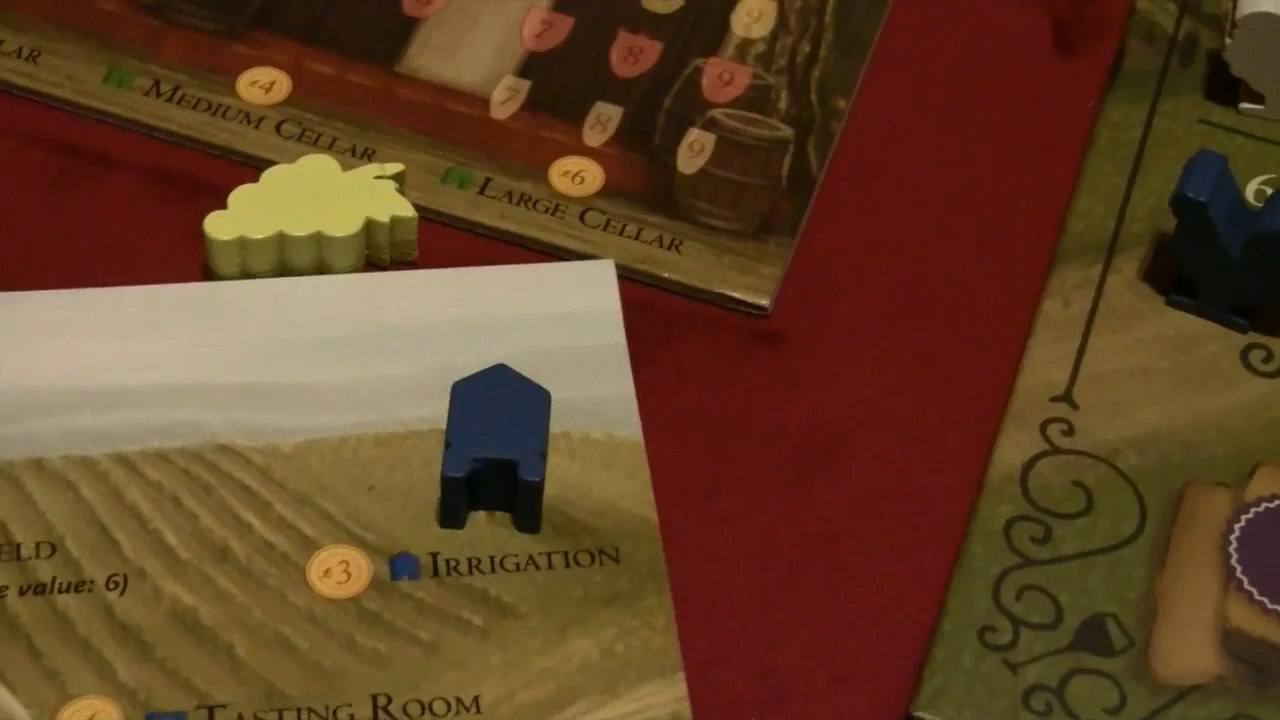 7
8
9
9
7
8
9
LAR
£4
MEDIUM CELLAR
£6
LARGE CELLAR
6
ELD
e value: 6)
£3
IRRIGATION
TASTING ROOM